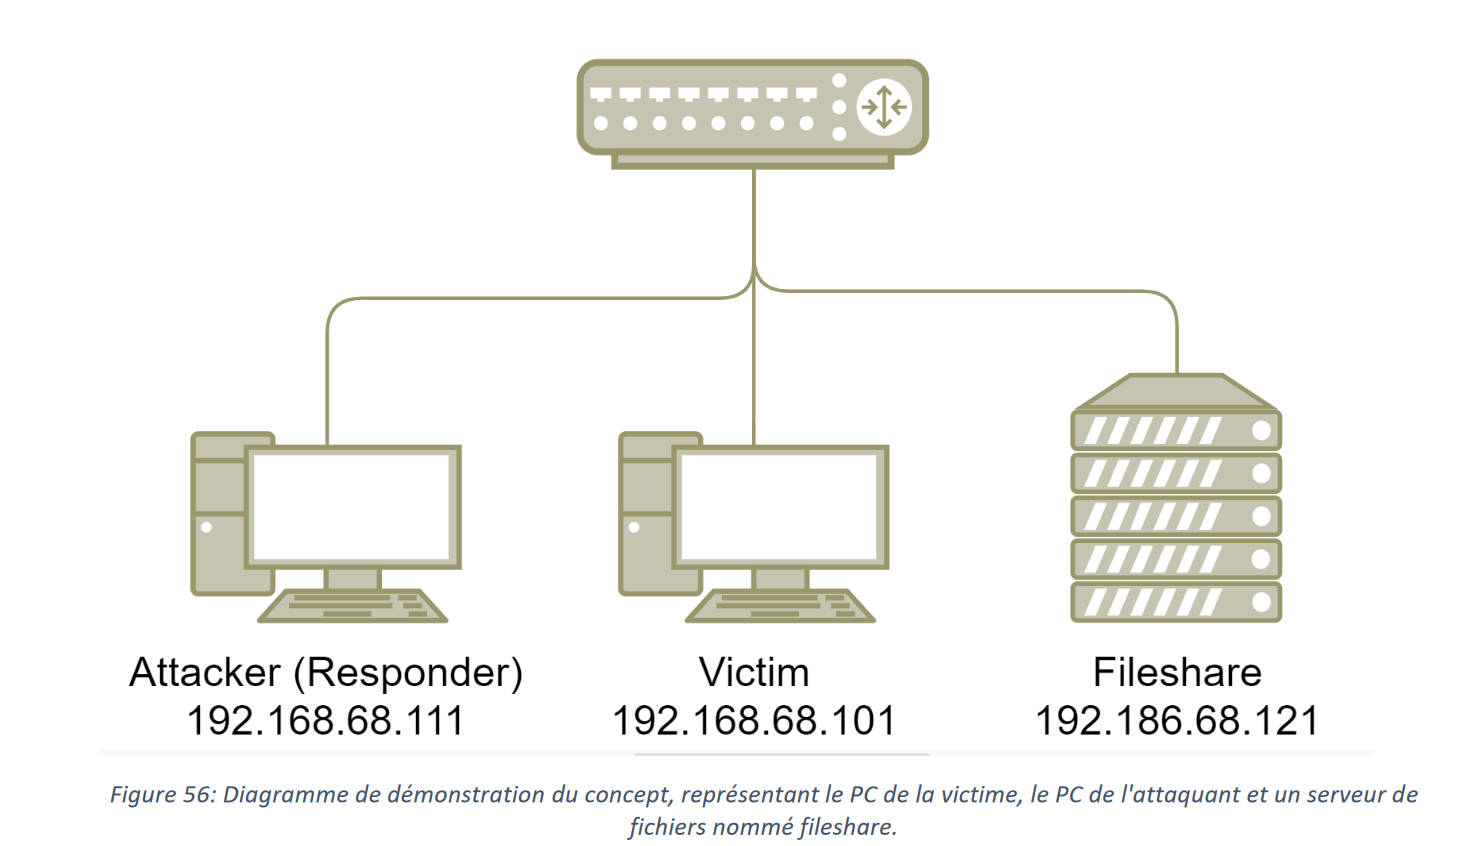 Attacker (Responder)
192.168.68.111
Victim
192.168.68.101
Fileshare
192.186.68.121
Figure 56: Diagramme de démonstration du concept, représentant le PC de la victime, le PC de l'attaquant et un serveur de
fichiers nommé fileshare.